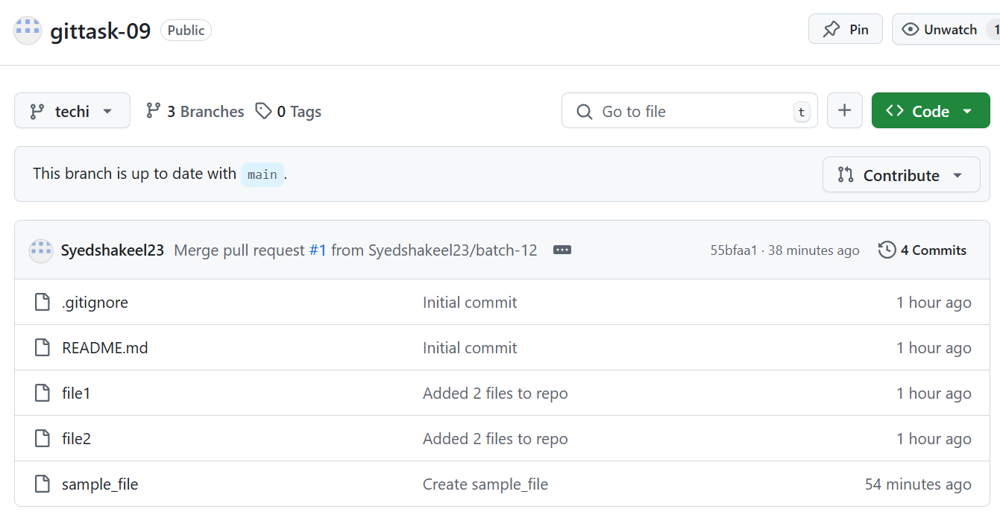 gittask-09 Public Pin Unwatch 1
techi 3 Branches 0 Tags Go to file t Code
This branch is up to date with main . Contribute
Syedshakeel23 Merge pull request #1 from Syedshakeel23/batch-12 55bfaa1 · 38 minutes ago 4 Commits
.gitignore Initial commit 1 hour ago
README.md Initial commit 1 hour ago
file1 Added 2 files to repo 1 hour ago
file2 Added 2 files to repo 1 hour ago
sample_file Create sample_file 54 minutes ago